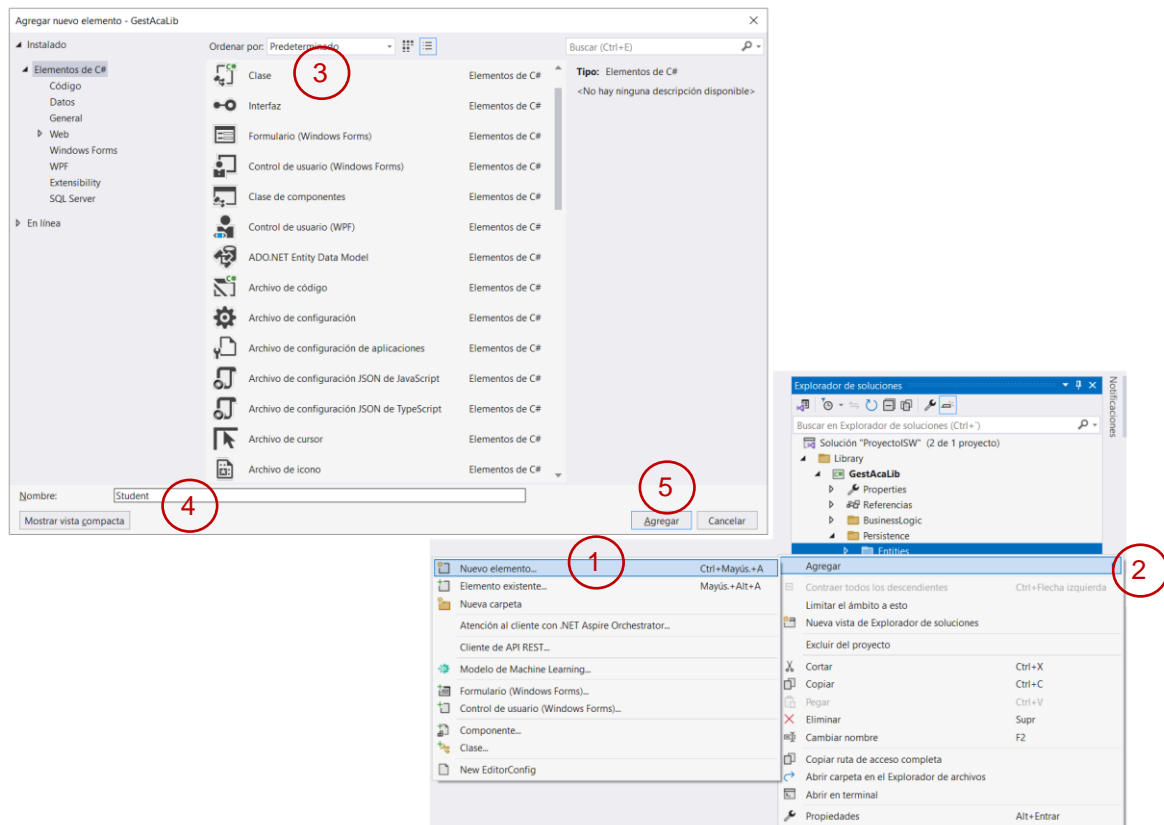 Agregar nuevo elemento - GestAcaLib
Instalado
Elementos de C#
Código
Datos
General
Web
Windows Forms
WPF
Extensibility
SQL Server
En línea
Ordenar por: Predeterminado
Clase Elementos de C#
Interfaz Elementos de C#
Formulario (Windows Forms) Elementos de C#
Control de usuario (Windows Forms) Elementos de C#
Clase de componentes Elementos de C#
Control de usuario (WPF) Elementos de C#
ADO.NET Entity Data Model Elementos de C#
Archivo de código Elementos de C#
Archivo de configuración Elementos de C#
Archivo de configuración de aplicaciones Elementos de C#
Archivo de configuración JSON de JavaScript Elementos de C#
Archivo de configuración JSON de TypeScript Elementos de C#
Archivo de cursor Elementos de C#
Archivo de icono Elementos de C#
3
Buscar (Ctrl+E)
Tipo: Elementos de C#
<No hay ninguna descripción disponible>
Nombre: Student
4
5
Mostrar vista compacta
Agregar Cancelar
Explorador de soluciones
Buscar en Explorador de soluciones (Ctrl+´)
Solución "ProyectoISW" (2 de 1 proyecto)
Library
GestAcaLib
Properties
Referencias
BusinessLogic
Persistence
Entities
Notificaciones
1
Nuevo elemento... Ctrl+Mayús.+A
Elemento existente... Mayús.+Alt+A
Nueva carpeta
Atención al cliente con .NET Aspire Orchestrator...
Cliente de API REST...
Modelo de Machine Learning...
Formulario (Windows Forms)...
Control de usuario (Windows Forms)...
Componente...
Clase...
New EditorConfig
2
Agregar
Contraer todos los descendientes Ctrl+Flecha izquierda
Limitar el ámbito a esto
Nueva vista de Explorador de soluciones
Excluir del proyecto
Cortar Ctrl+X
Copiar Ctrl+C
Pegar Ctrl+V
Eliminar Supr
Cambiar nombre F2
Copiar ruta de acceso completa
Abrir carpeta en el Explorador de archivos
Abrir en terminal
Propiedades Alt+Entrar